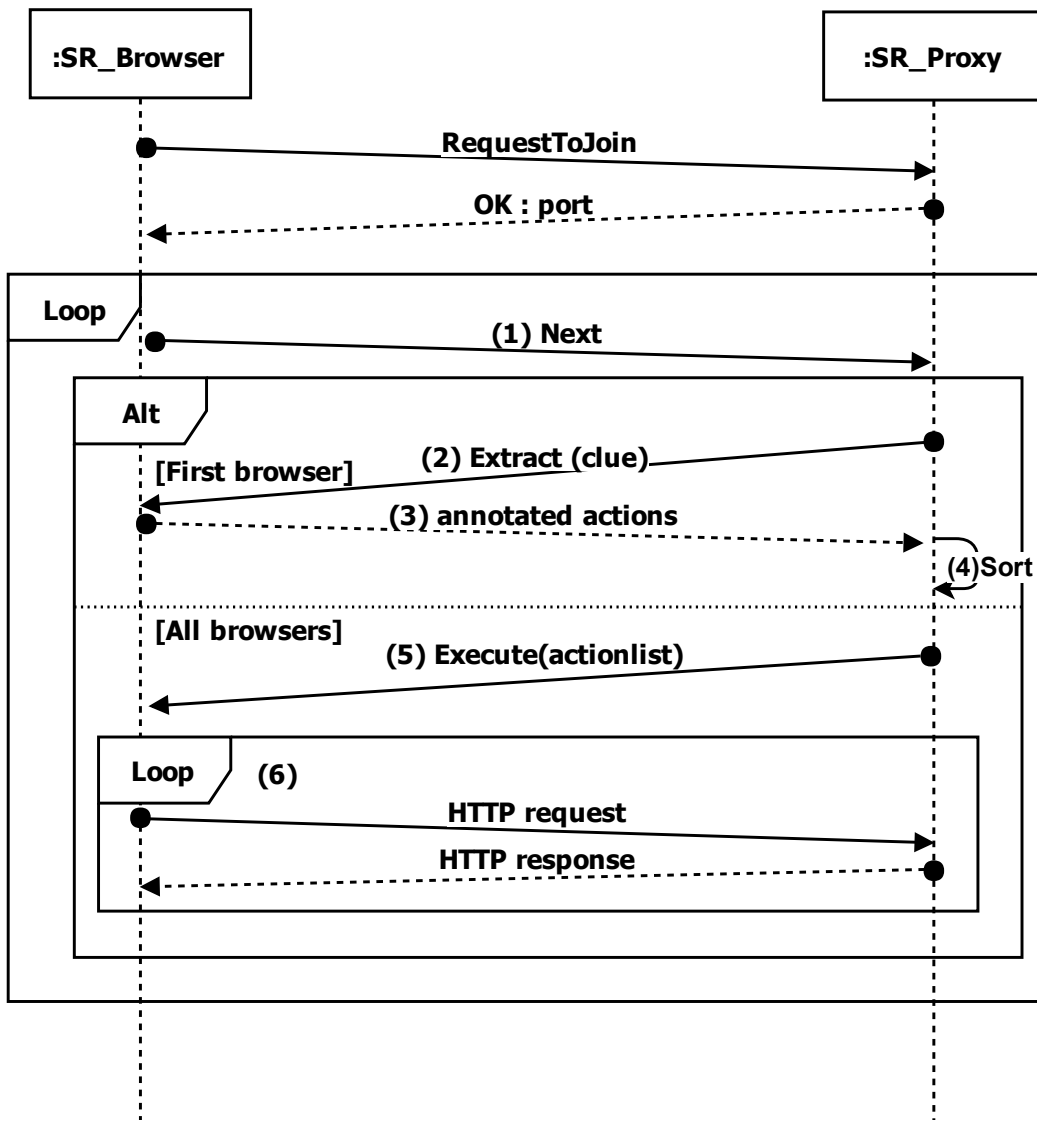 :SR_Browser
:SR_Proxy
RequestToJoin
OK : port
Loop
(1) Next
Alt
(2) Extract (clue)
[First browser]
(3) annotated actions
(4)Sort
[All browsers]
(5) Execute(actionlist)
Loop
(6)
HTTP request
HTTP response